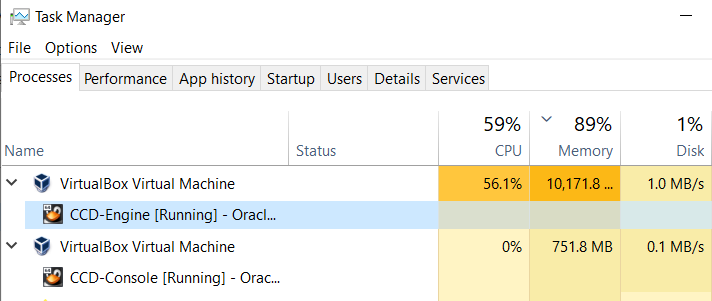 Task Manager
File Options View
Processes Performance App history Startup Users Details Services
59% 89% 1%
Name Status CPU Memory Disk
VirtualBox Virtual Machine 56.1% 10,171.8 ... 1.0 MB/s
CCD-Engine [Running] - Oracl...
VirtualBox Virtual Machine 0% 751.8 MB 0.1 MB/s
CCD-Console [Running] - Orac...